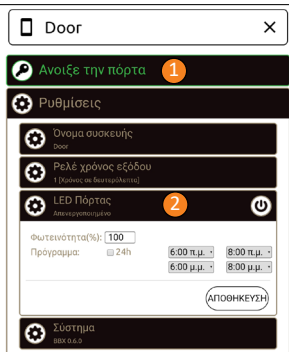 Door
Ανοιξε την πόρτα 1
Ρυθμίσεις
Όνομα συσκευής
Door
Ρελέ χρόνος εξόδου
1 [Χρόνος σε δευτερόλεπτα]
LED Πόρτας 2
Απενεργοποιημένο
Φωτεινότητα(%): 100
Πρόγραμμα: 24h 6:00 π.μ. 8:00 π.μ.
6:00 μ.μ. 8:00 μ.μ.
ΑΠΟΘΗΚΕΥΣΗ
Σύστημα
BBX 0.6.0